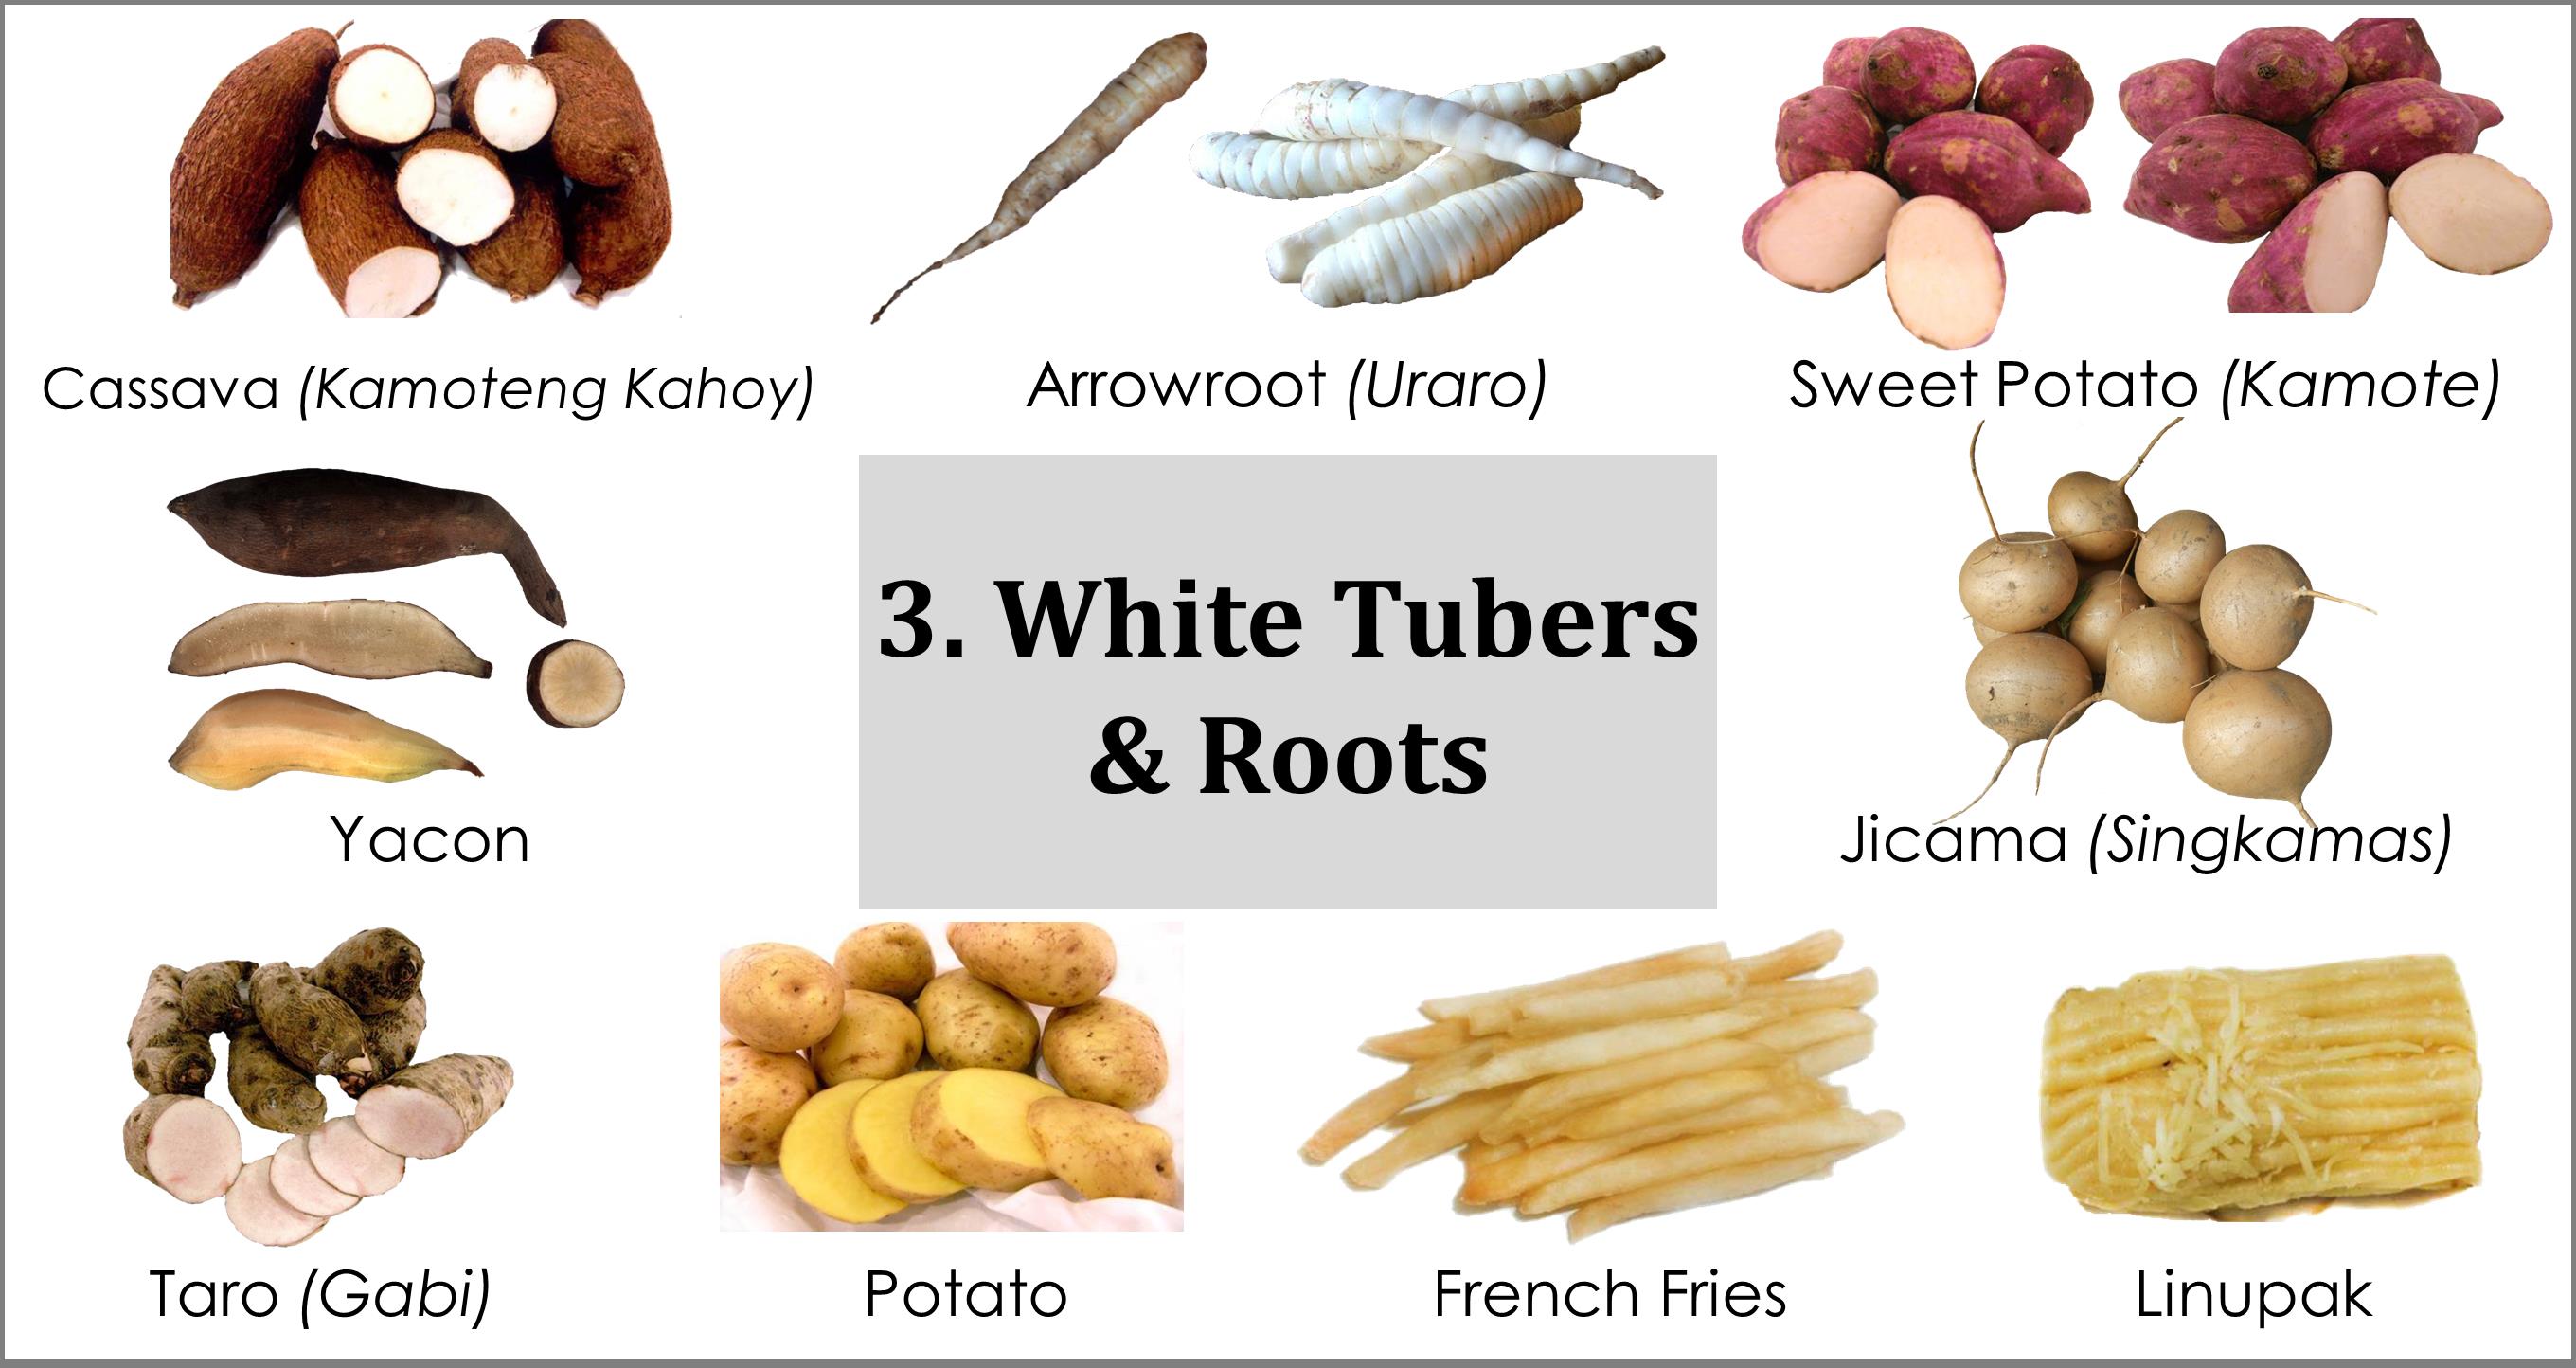 Cassava (Kamoteng Kahoy)
Arrowroot (Uraro)
Sweet Potato (Kamote)
3. White Tubers
& Roots
Yacon
Jicama (Singkamas)
Taro (Gabi)
Potato
French Fries
Linupak